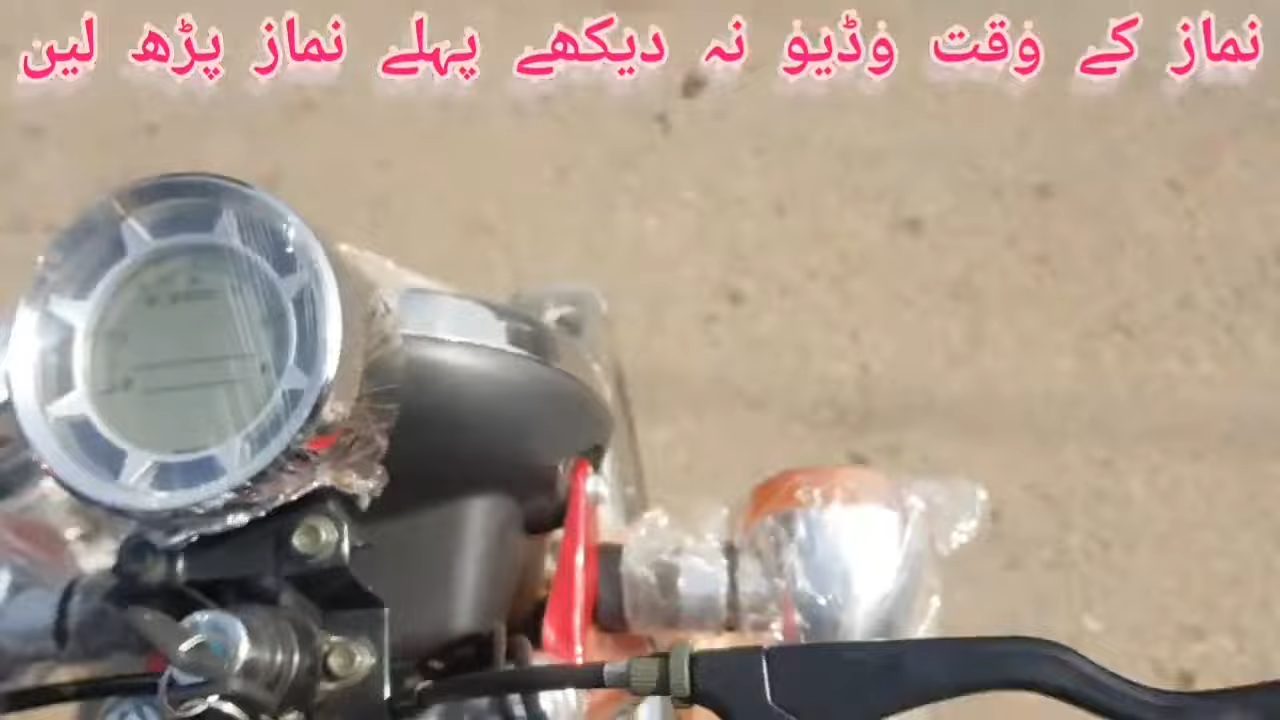 نماز کے وقت وڈیو نہ دیکھے پہلے نماز پڑھ لیں